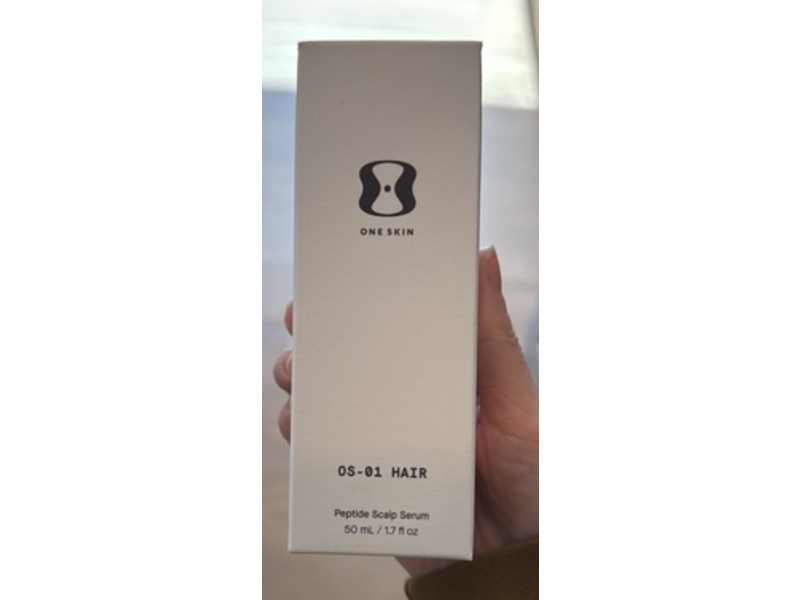 ONE SKIN
OS-01 HAIR
Peptide Scalp Serum
50 mL / 1.7 fl oz